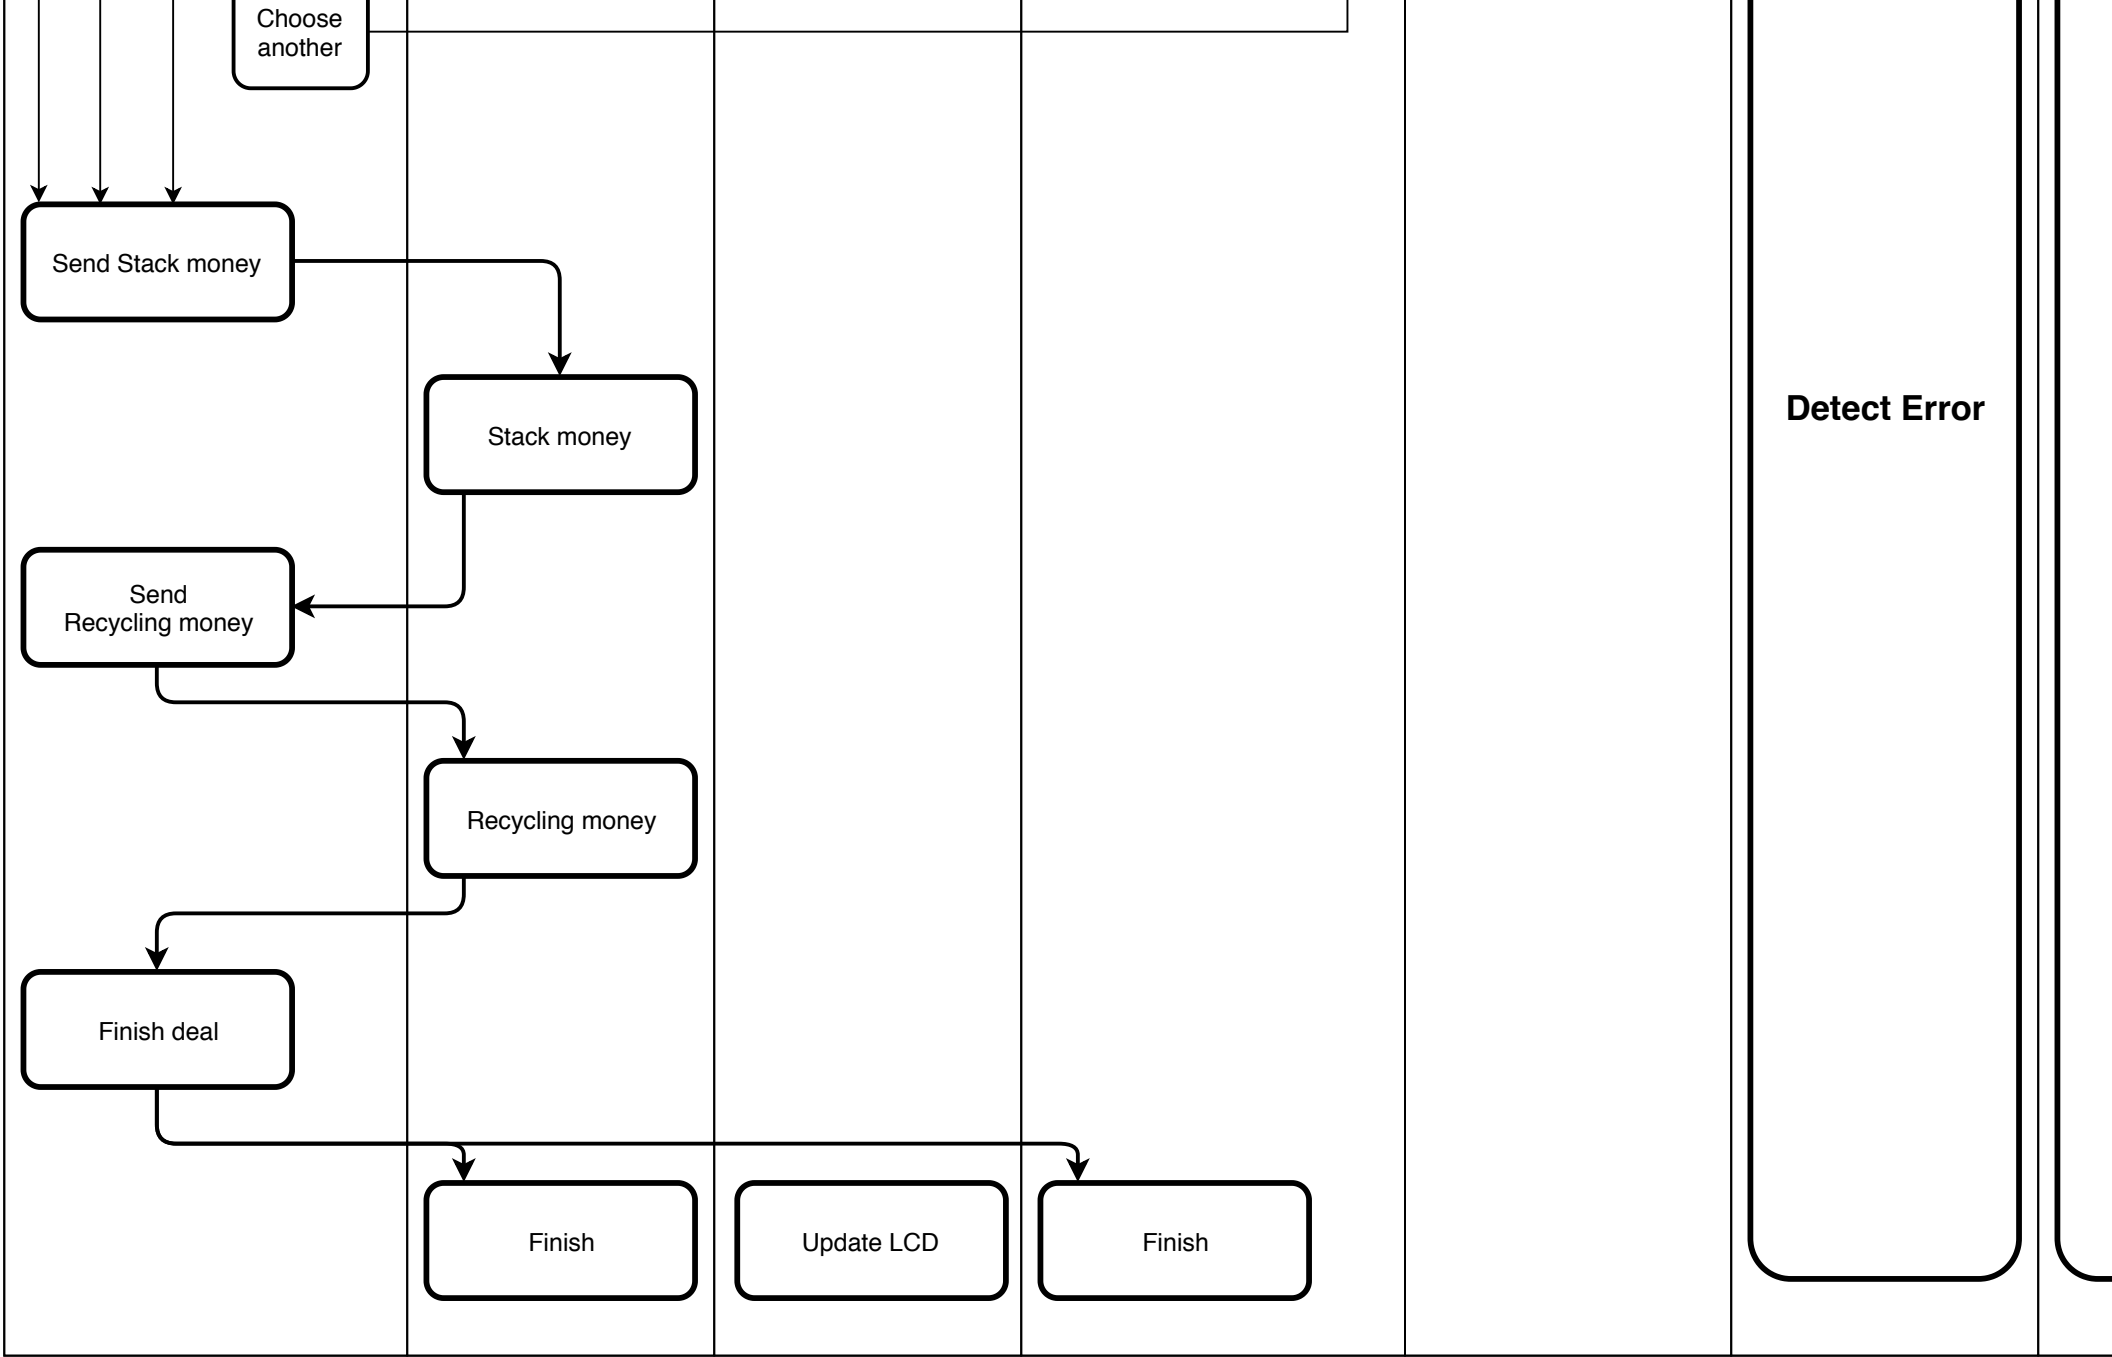 Choose
another
Send Stack money
Detect Error
Stack money
Send
Recycling money
Recycling money
Finish deal
Finish
Update LCD
Finish